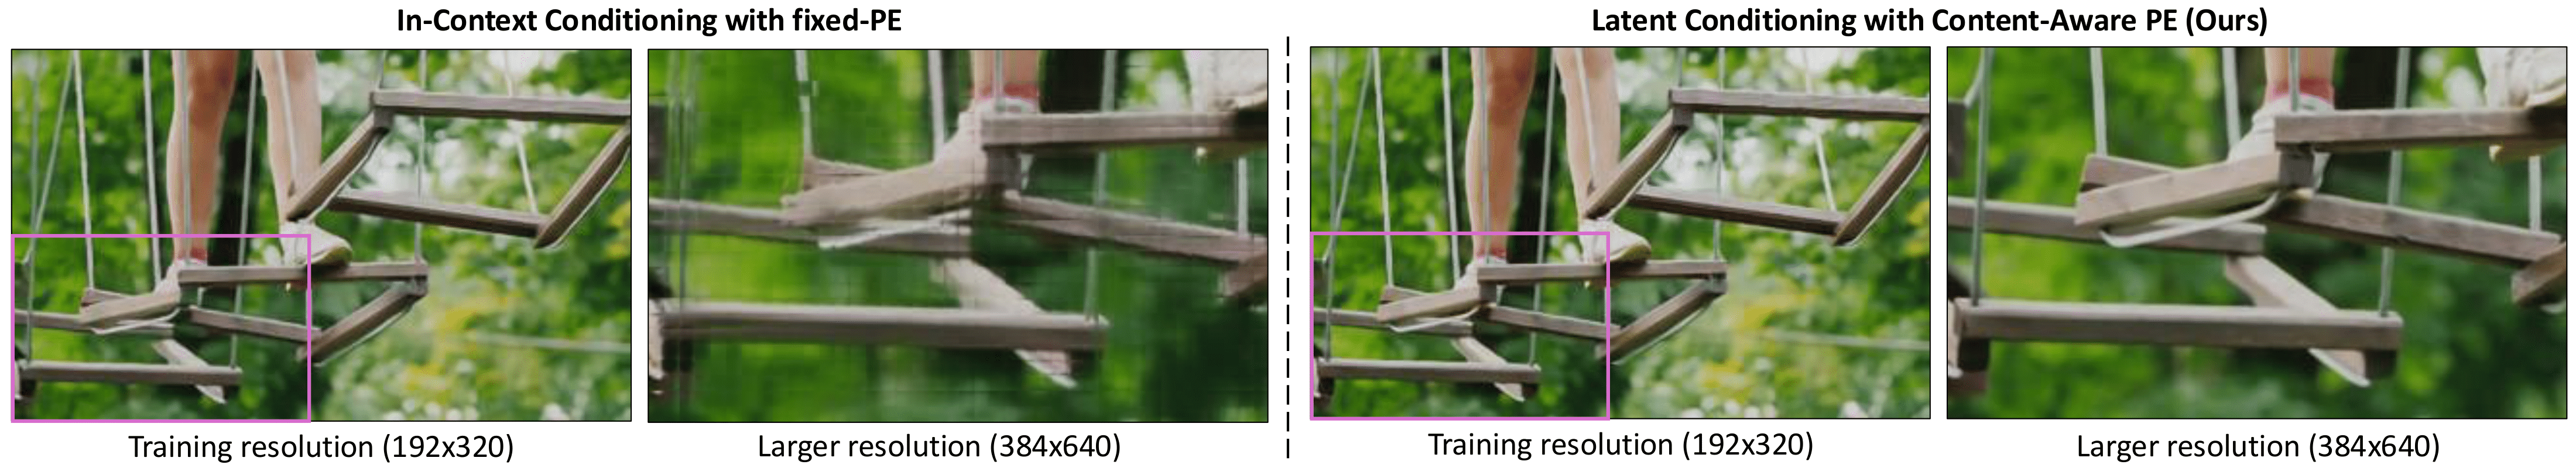 In-Context Conditioning with fixed-PE
Latent Conditioning with Content-Aware PE (Ours)
Training resolution (192x320)
Larger resolution (384x640)
Training resolution (192x320)
Larger resolution (384x640)